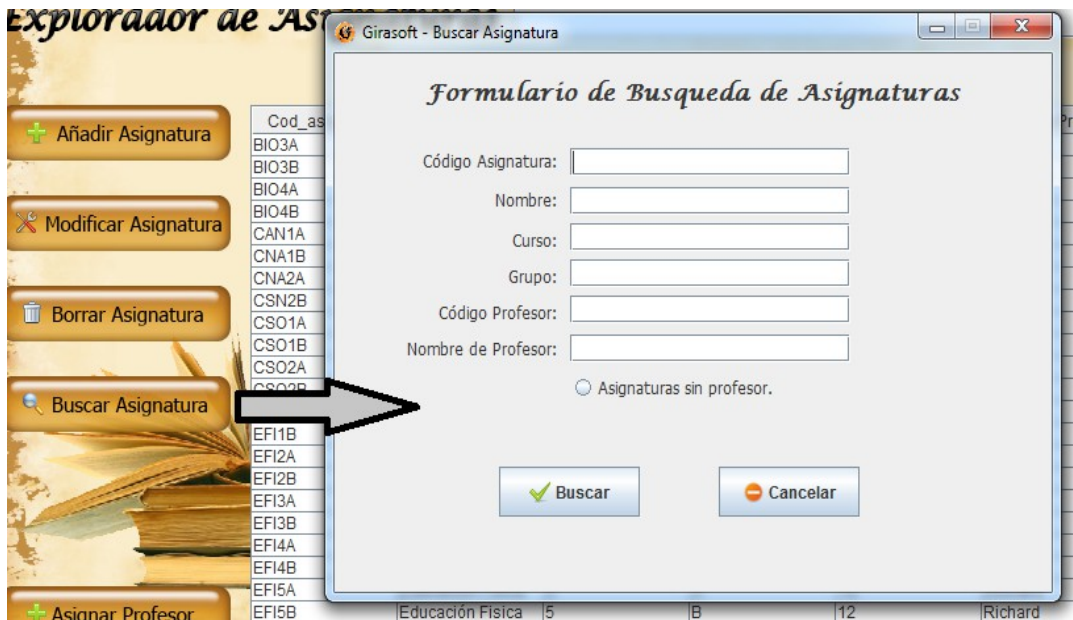 Explorador de
Girasoft - Buscar Asignatura
Formulario de Busqueda de Asignaturas
Añadir Asignatura
Modificar Asignatura
Borrar Asignatura
Buscar Asignatura
Asignar Profesor
Cod_as
BIO3A
BIO3B
BIO4A
BIO4B
CAN1A
CNA1B
CNA2A
CSN2B
CSO1A
CSO1B
CSO2A
CSO2B
EFI1B
EFI2A
EFI2B
EFI3A
EFI3B
EFI4A
EFI4B
EFI5A
EFI5B Educación Fisica 5 B 12 Richard
Código Asignatura:
Nombre:
Curso:
Grupo:
Código Profesor:
Nombre de Profesor:
Asignaturas sin profesor.
Buscar
Cancelar